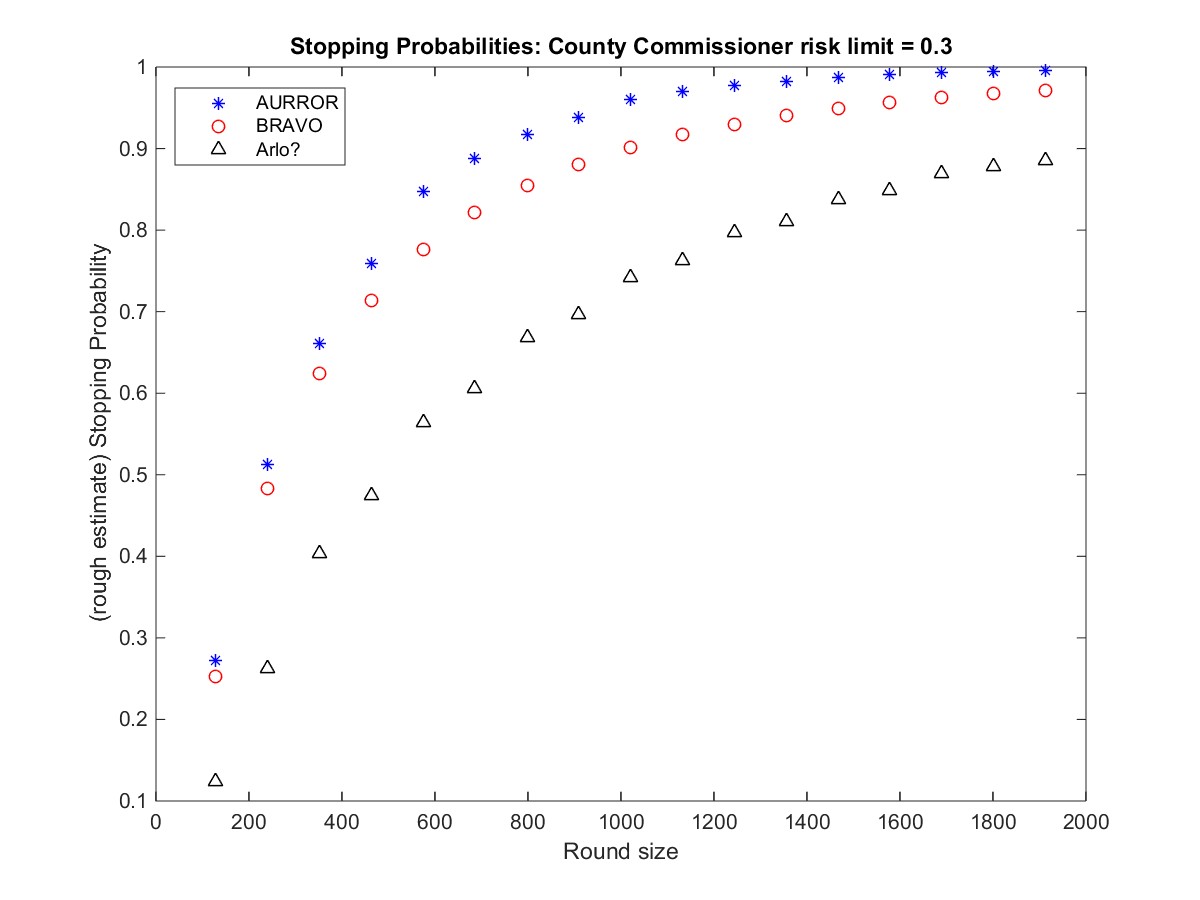 Stopping Probabilities: County Commissioner risk limit = 0.3
AURROR
BRAVO
Arlo?
(rough estimate) Stopping Probability
1
0.9
0.8
0.7
0.6
0.5
0.4
0.3
0.2
0.1
0 200 400 600 800 1000 1200 1400 1600 1800 2000
Round size